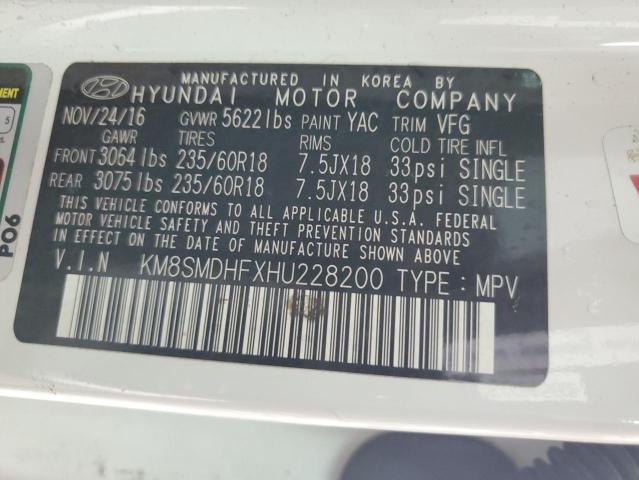 MANUFACTURED IN KOREA BY
HYUNDAI MOTOR COMPANY
NOV/24/16 GVWR 5622lbs PAINT YAC TRIM VFG
GAWR TIRES RIMS COLD TIRE INFL
FRONT 3064lbs 235/60R18 7.5JX18 33psi SINGLE
REAR 3075lbs 235/60R18 7.5JX18 33psi SINGLE
THIS VEHICLE CONFORMS TO ALL APPLICABLE U.S.A. FEDERAL
MOTOR VEHICLE SAFETY AND THEFT PREVENTION STANDARDS
IN EFFECT ON THE DATE OF MANUFACTURE SHOWN ABOVE
V.I.N KM8SMDHFXHU228200 TYPE : MPV
5
P06